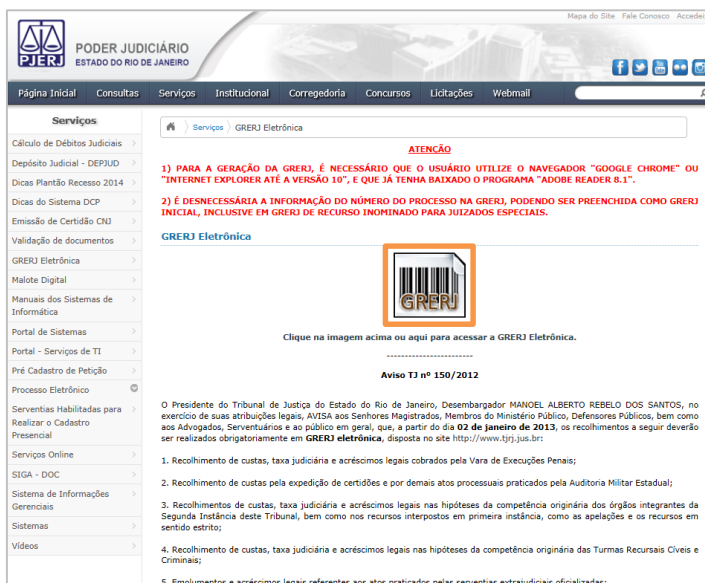 Mapa do Site Fale Conosco
PJERJ
PODER JUDICIÁRIO
ESTADO DO RIO DE JANEIRO
Página Inicial Consultas Serviços Institucional Corregedoria Concursos Licitações Webmail
Serviços
Cálculo de Débitos Judiciais
Depósito Judicial - DEPJUD
Dicas Plantão Recesso 2014
Dicas do Sistema DCP
Emissão de Certidão CNJ
Validação de documentos
GRERJ Eletrônica
Malote Digital
Manuais dos Sistemas de
Informática
Portal de Sistemas
Portal - Serviços de TI
Pré Cadastro de Petição
Processo Eletrônico
Serventias Habilitadas para
Realizar o Cadastro
Presencial
Serviços Online
SIGA - DOC
Sistema de Informações
Gerenciais
Sistemas
Vídeos
Serviços GRERJ Eletrônica
ATENÇÃO
1) PARA A GERAÇÃO DA GRERJ, É NECESSÁRIO QUE O USUÁRIO UTILIZE O NAVEGADOR "GOOGLE CHROME" OU
"INTERNET EXPLORER ATÉ A VERSÃO 10", E QUE JÁ TENHA BAIXADO O PROGRAMA "ADOBE READER 8.1".
2) É DESNECESSÁRIA A INFORMAÇÃO DO NÚMERO DO PROCESSO NA GRERJ, PODENDO SER PREENCHIDA COMO GRERJ
INICIAL, INCLUSIVE EM GRERJ DE RECURSO INOMINADO PARA JUIZADOS ESPECIAIS.
GRERJ Eletrônica
GRERJ
Clique na imagem acima ou aqui para acessar a GRERJ Eletrônica.
------------------------
Aviso TJ nº 150/2012
O Presidente do Tribunal de Justiça do Estado do Rio de Janeiro, Desembargador MANOEL ALBERTO REBELO DOS SANTOS, no
exercício de suas atribuições legais, AVISA aos Senhores Magistrados, Membros do Ministério Público, Defensores Públicos, bem como
aos Advogados, Serventuários e ao público em geral, que, a partir do dia 02 de janeiro de 2013, os recolhimentos a seguir deverão
ser realizados obrigatoriamente em GRERJ eletrônica, disposta no site http://www.tjrj.jus.br:
1. Recolhimento de custas, taxa judiciária e acréscimos legais cobrados pela Vara de Execuções Penais;
2. Recolhimento de custas pela expedição de certidões e por demais atos processuais praticados pela Auditoria Militar Estadual;
3. Recolhimentos de custas, taxa judiciária e acréscimos legais nas hipóteses da competência originária dos órgãos integrantes da
Segunda Instância deste Tribunal, bem como nos recursos interpostos em primeira instância, como as apelações e os recursos em
sentido estrito;
4. Recolhimento de custas, taxa judiciária e acréscimos legais nas hipóteses da competência originária das Turmas Recursais Cíveis e
Criminais;
5. Emolumentos e acréscimos legais referentes aos atos praticados pelas serventias extrajudiciais oficializadas;